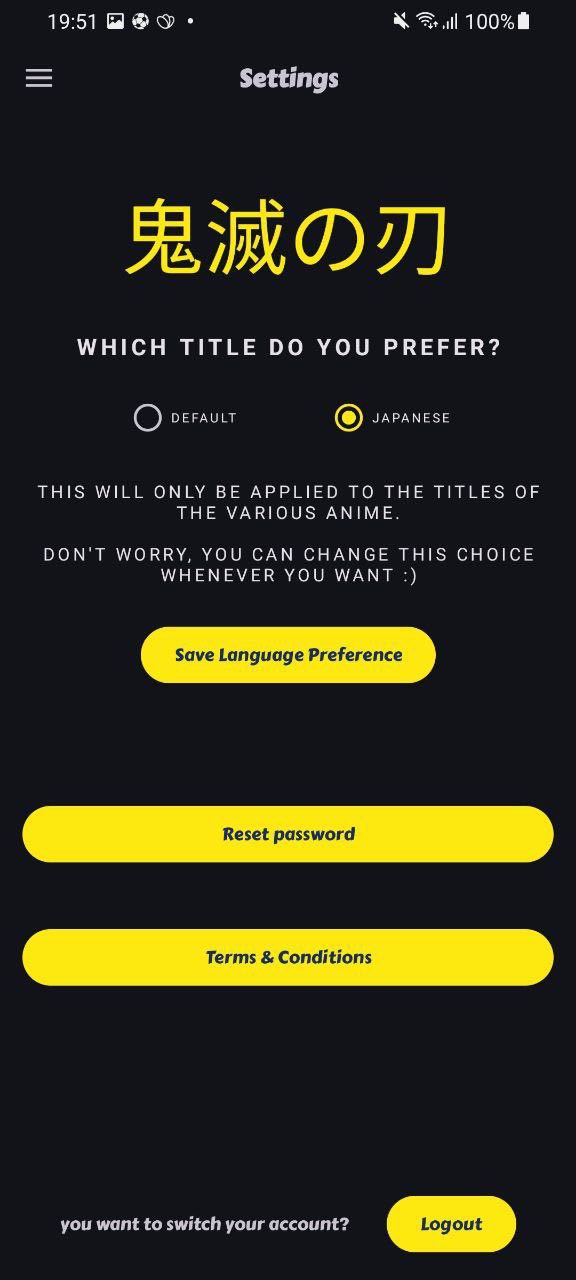 19:51 100%
Settings
鬼滅の刃
WHICH TITLE DO YOU PREFER?
DEFAULT JAPANESE
THIS WILL ONLY BE APPLIED TO THE TITLES OF
THE VARIOUS ANIME.
DON'T WORRY, YOU CAN CHANGE THIS CHOICE
WHENEVER YOU WANT :)
Save Language Preference
Reset password
Terms & Conditions
you want to switch your account? Logout